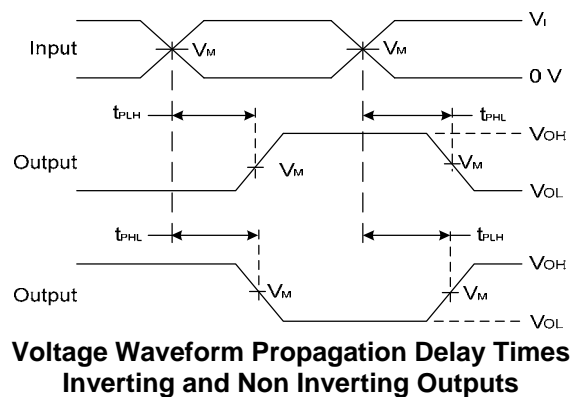 VI
Input VM VM
0 V
tPLH tPHL
VOH
Output VM VM
VOL
tPHL tPLH
VOH
Output VM VM
VOL
Voltage Waveform Propagation Delay Times
Inverting and Non Inverting Outputs